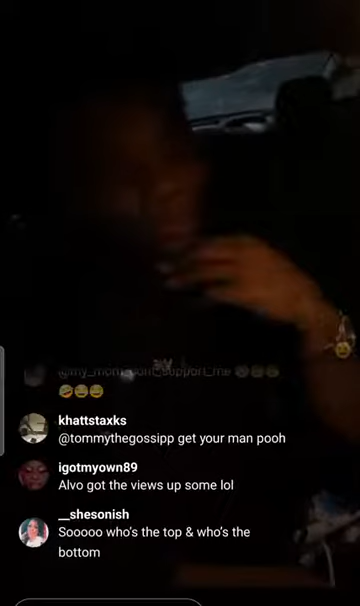 @my_mom_dont_support_me 😂😂😂
🤣😂😂
khattstaxks
@tommythegossipp get your man pooh
igotmyown89
Alvo got the views up some lol
__shesonish
Sooooo who's the top & who's the
bottom